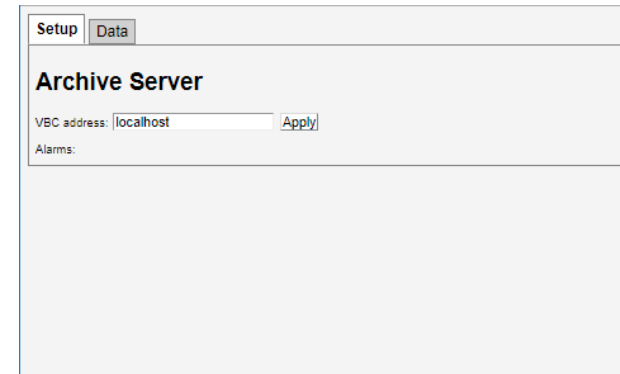 Setup Data
Archive Server
VBC address: localhost Apply
Alarms: